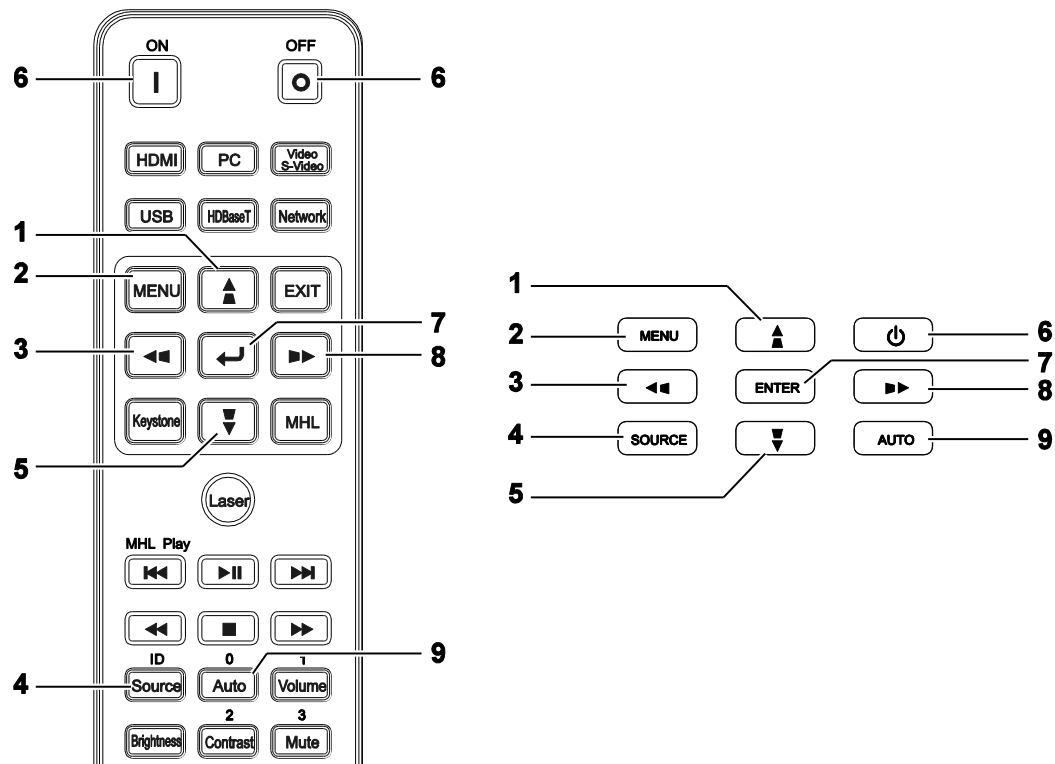 ON OFF
6 I O 6
HDMI PC Video
S-Video
USB HDBaseT Network
1
2 MENU EXIT
7
3 8
Keystone MHL
5
Laser
MHL Play
ID 0 1
9
4 Source Auto Volume
2 3
Brightness Contrast Mute
1
2 MENU 6
7
3 ENTER 8
4 SOURCE AUTO 9
5